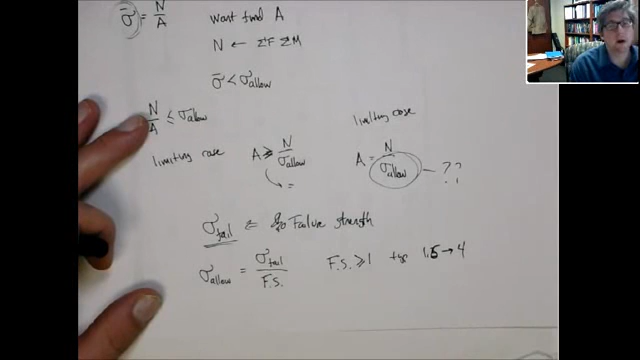 σ̄ = N/A want find A
N ← ΣF ΣM
σ̄ < σallow
N/A ≤ σallow
limiting case
limiting case A ≥ N/σallow A = N/σallow — ??
=
σfail ← Failure strength
σallow = σfail/F.S. F.S. ≥ 1 typ 1.5 → 4